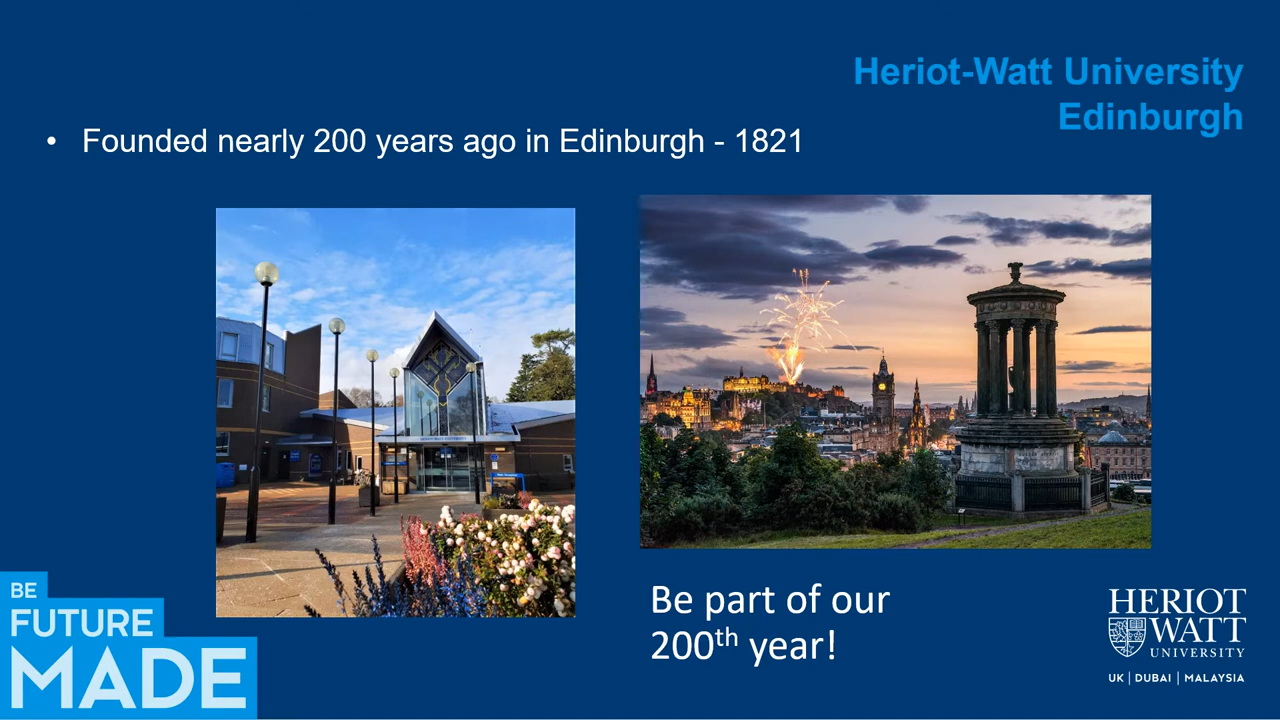 Heriot-Watt University
Edinburgh
• Founded nearly 200 years ago in Edinburgh - 1821
Be part of our
200th year!
BE
FUTURE
MADE
HERIOT
WATT
UNIVERSITY
UK | DUBAI | MALAYSIA